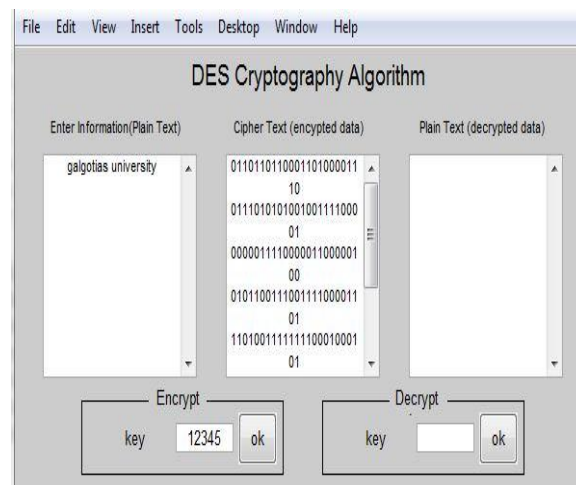 File Edit View Insert Tools Desktop Window Help
DES Cryptography Algorithm
Enter Information(Plain Text)
galgotias university
Cipher Text (encypted data)
0110110110001101000011
10
0111010101001001111000
01
0000011110000011000001
00
0101100111001111000011
01
1101001111111100010001
01
Plain Text (decrypted data)
Encrypt
key 12345 ok
Decrypt
key ok